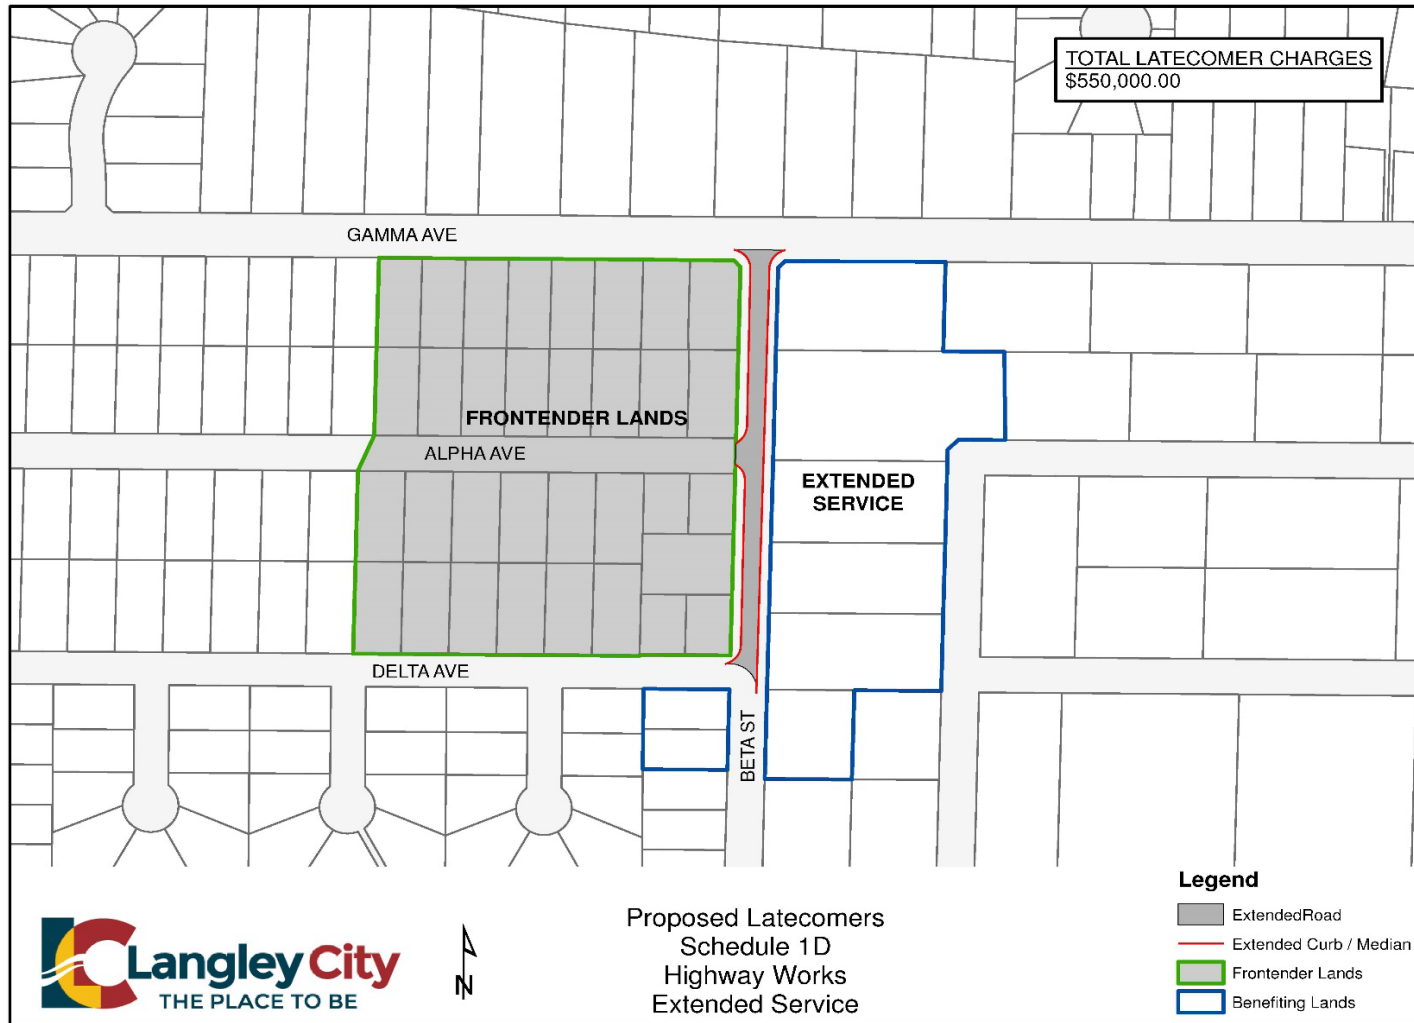 TOTAL LATECOMER CHARGES
$550,000.00
GAMMA AVE
FRONTENDER LANDS
ALPHA AVE
EXTENDED
SERVICE
DELTA AVE
BETA ST
Legend
ExtendedRoad
Extended Curb / Median
Frontender Lands
Benefiting Lands
LC Langley City
THE PLACE TO BE
N
Proposed Latecomers
Schedule 1D
Highway Works
Extended Service